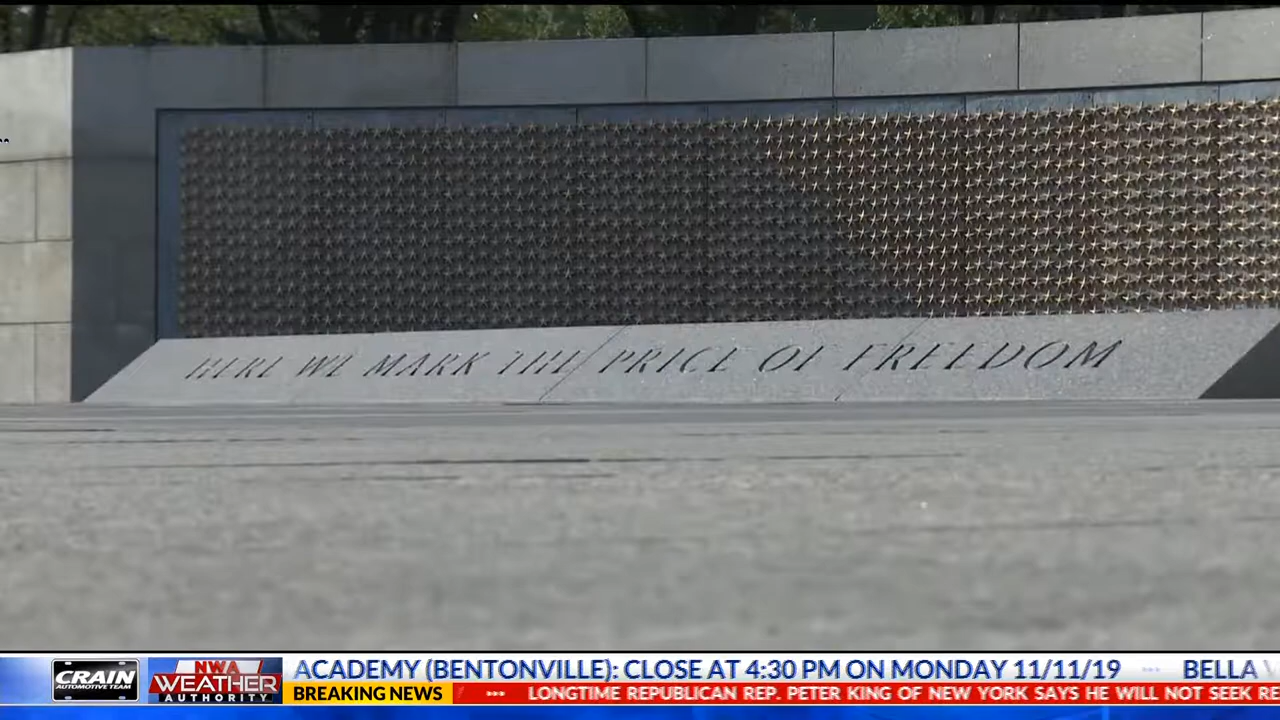 HERE WE MARK THE PRICE OF FREEDOM
CRAIN
AUTOMOTIVE TEAM
NWA
WEATHER
AUTHORITY
ACADEMY (BENTONVILLE): CLOSE AT 4:30 PM ON MONDAY 11/11/19 ••• BELLA
BREAKING NEWS ••• LONGTIME REPUBLICAN REP. PETER KING OF NEW YORK SAYS HE WILL NOT SEEK RE